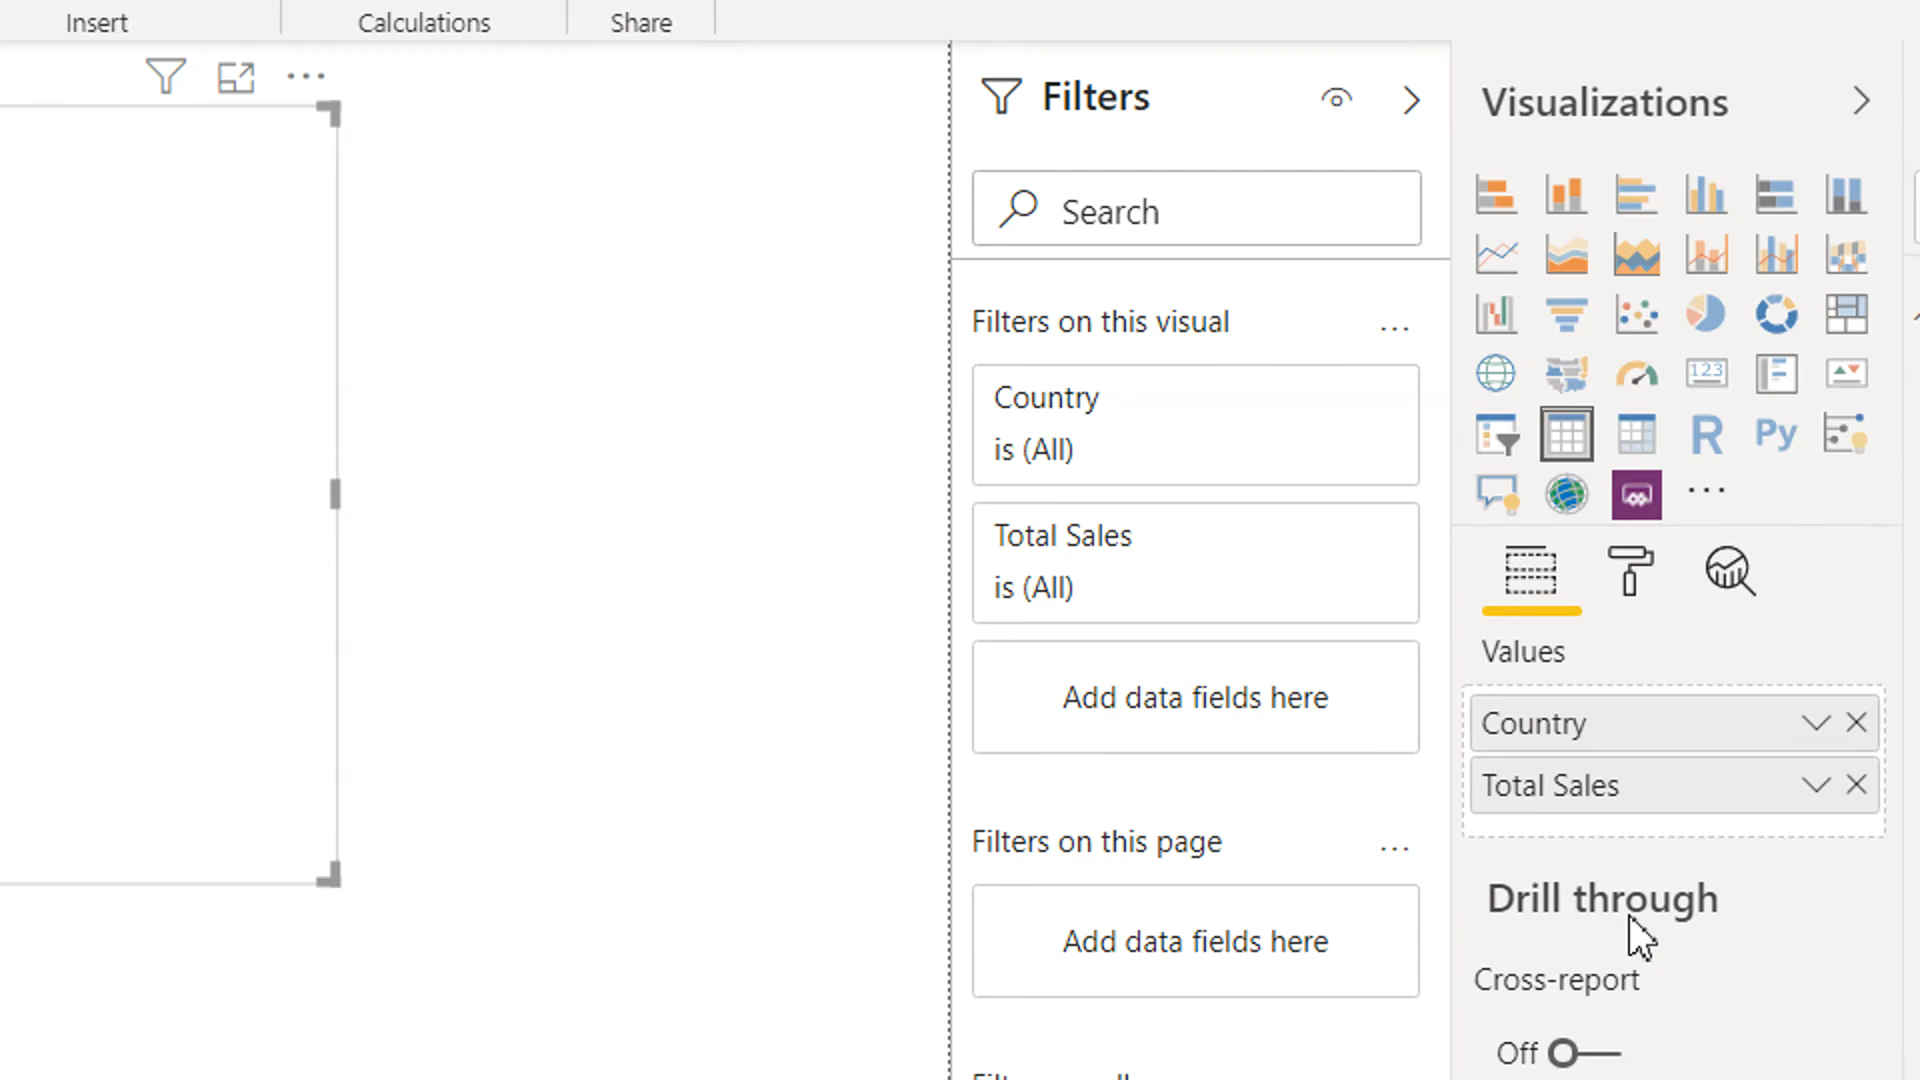 Insert
Calculations
Share
Filters
Search
Filters on this visual
Country
is (All)
Total Sales
is (All)
Add data fields here
Filters on this page
Add data fields here
Visualizations
123
R
Py
Values
Country
Total Sales
Drill through
Cross-report
Off